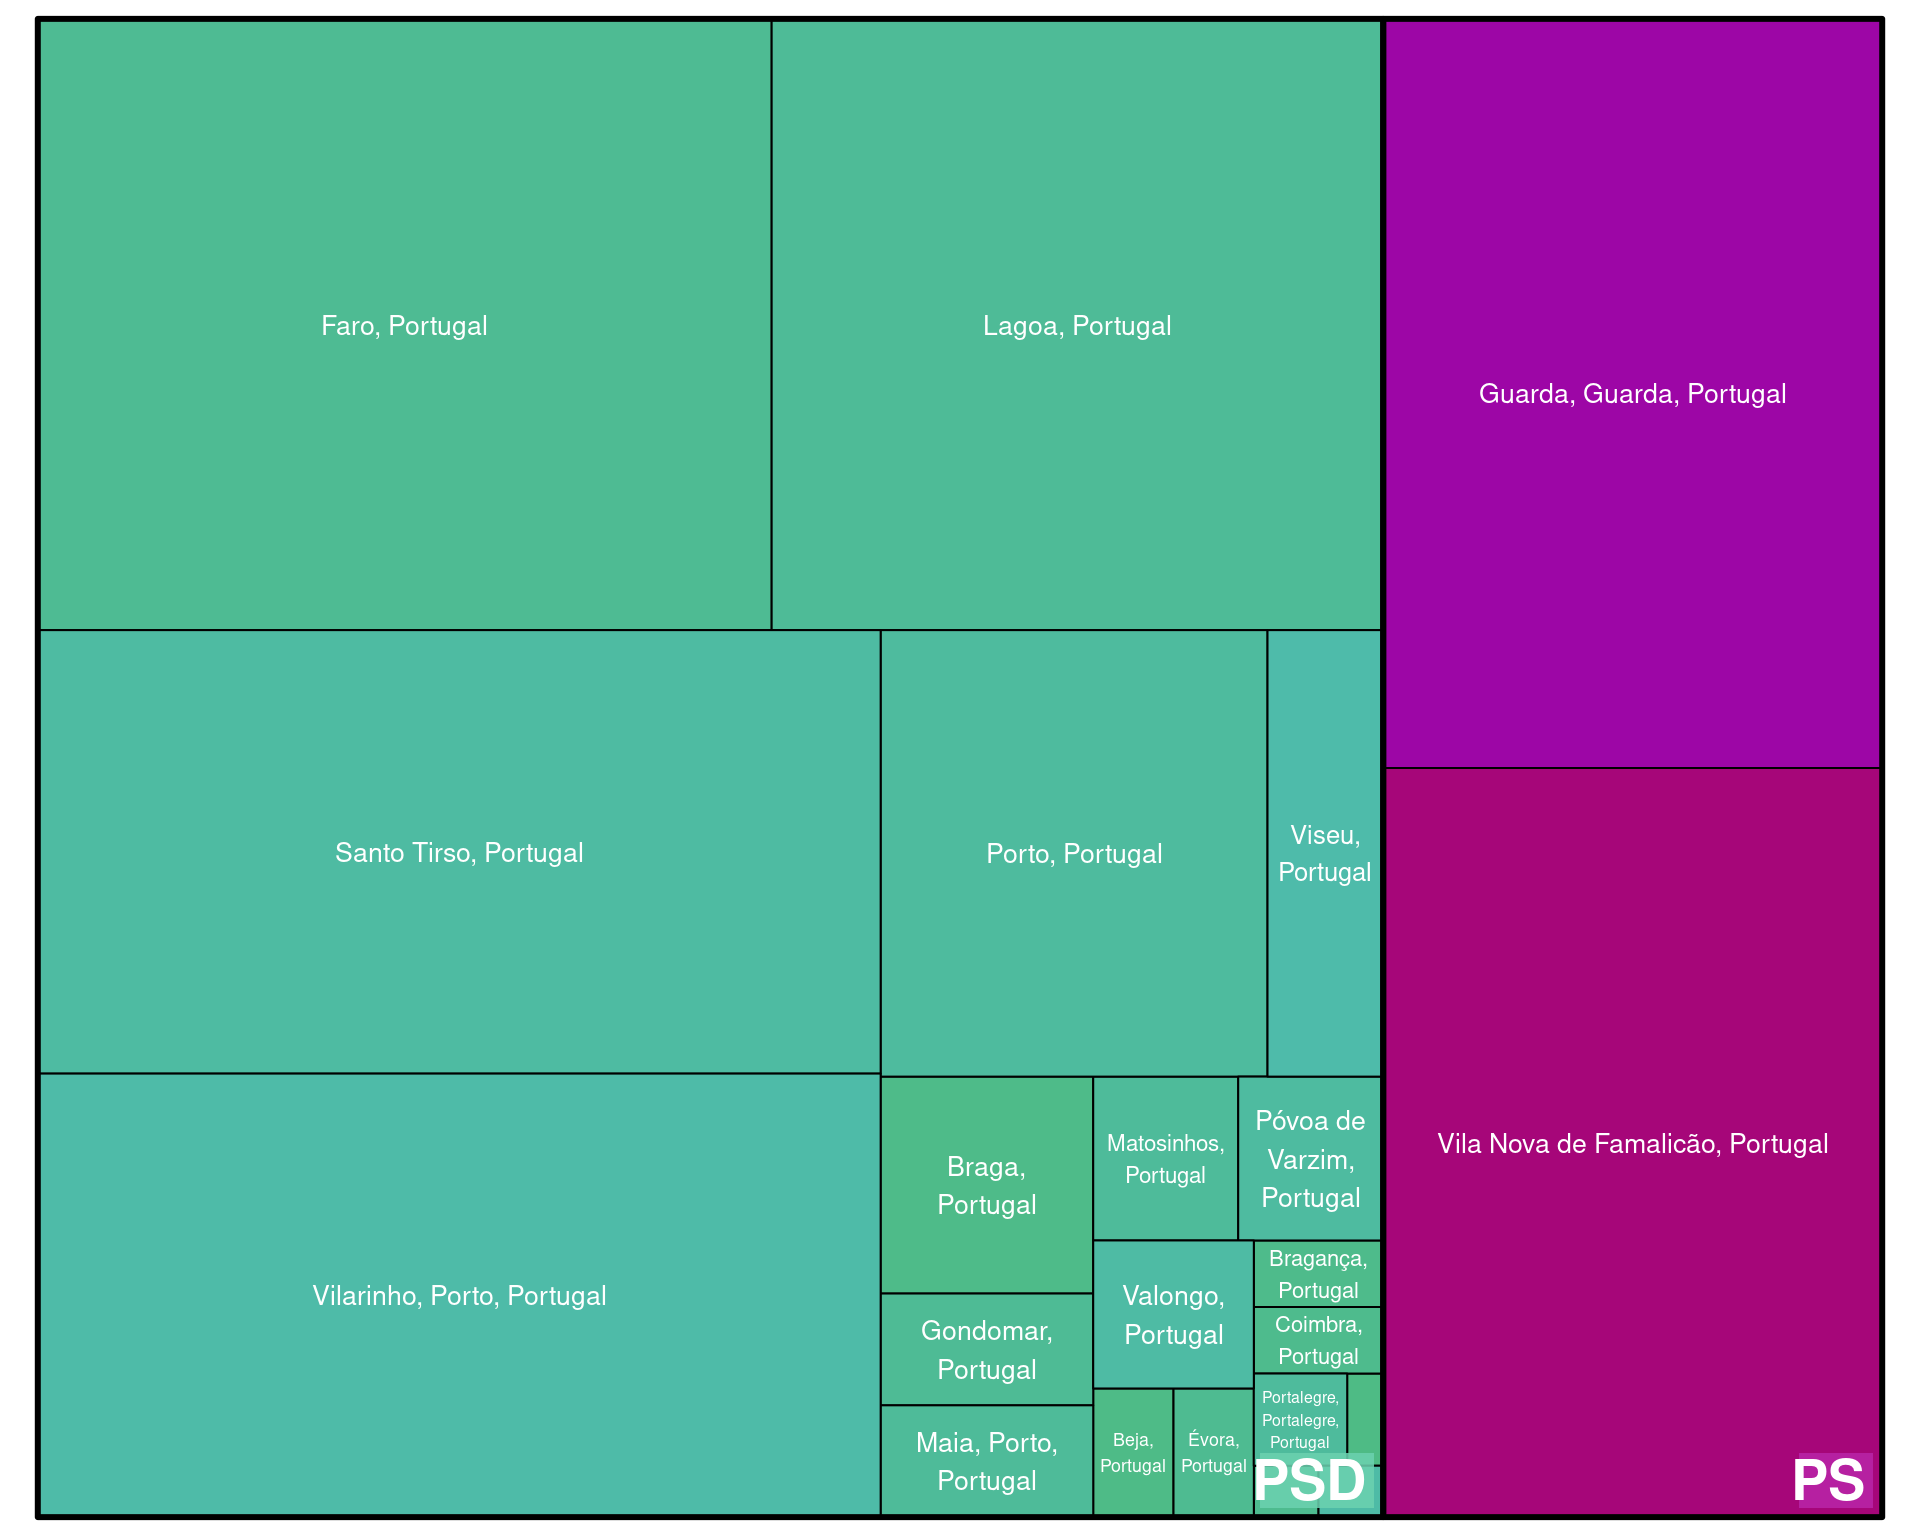 Faro, Portugal
Lagoa, Portugal
Guarda, Guarda, Portugal
Santo Tirso, Portugal
Porto, Portugal
Viseu,
Portugal
Vila Nova de Famalicão, Portugal
Vilarinho, Porto, Portugal
Braga,
Portugal
Matosinhos,
Portugal
Póvoa de
Varzim,
Portugal
Gondomar,
Portugal
Valongo,
Portugal
Bragança,
Portugal
Coimbra,
Portugal
Maia, Porto,
Portugal
Beja,
Portugal
Évora,
Portugal
Portalegre,
Portalegre,
Portugal
PSD
PS